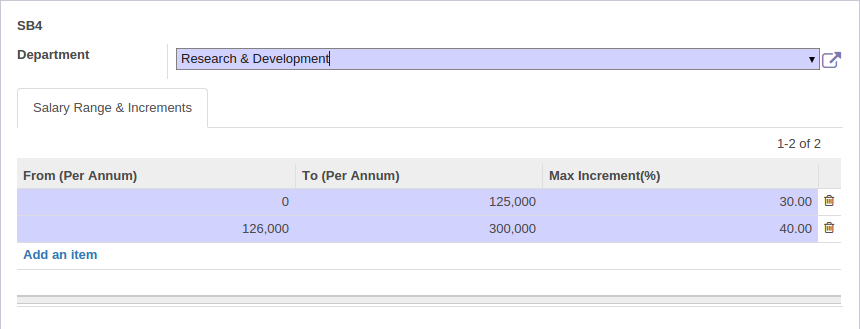 SB4
Department Research & Development
Salary Range & Increments
1-2 of 2
From (Per Annum) To (Per Annum) Max Increment(%)
0 125,000 30.00
126,000 300,000 40.00
Add an item